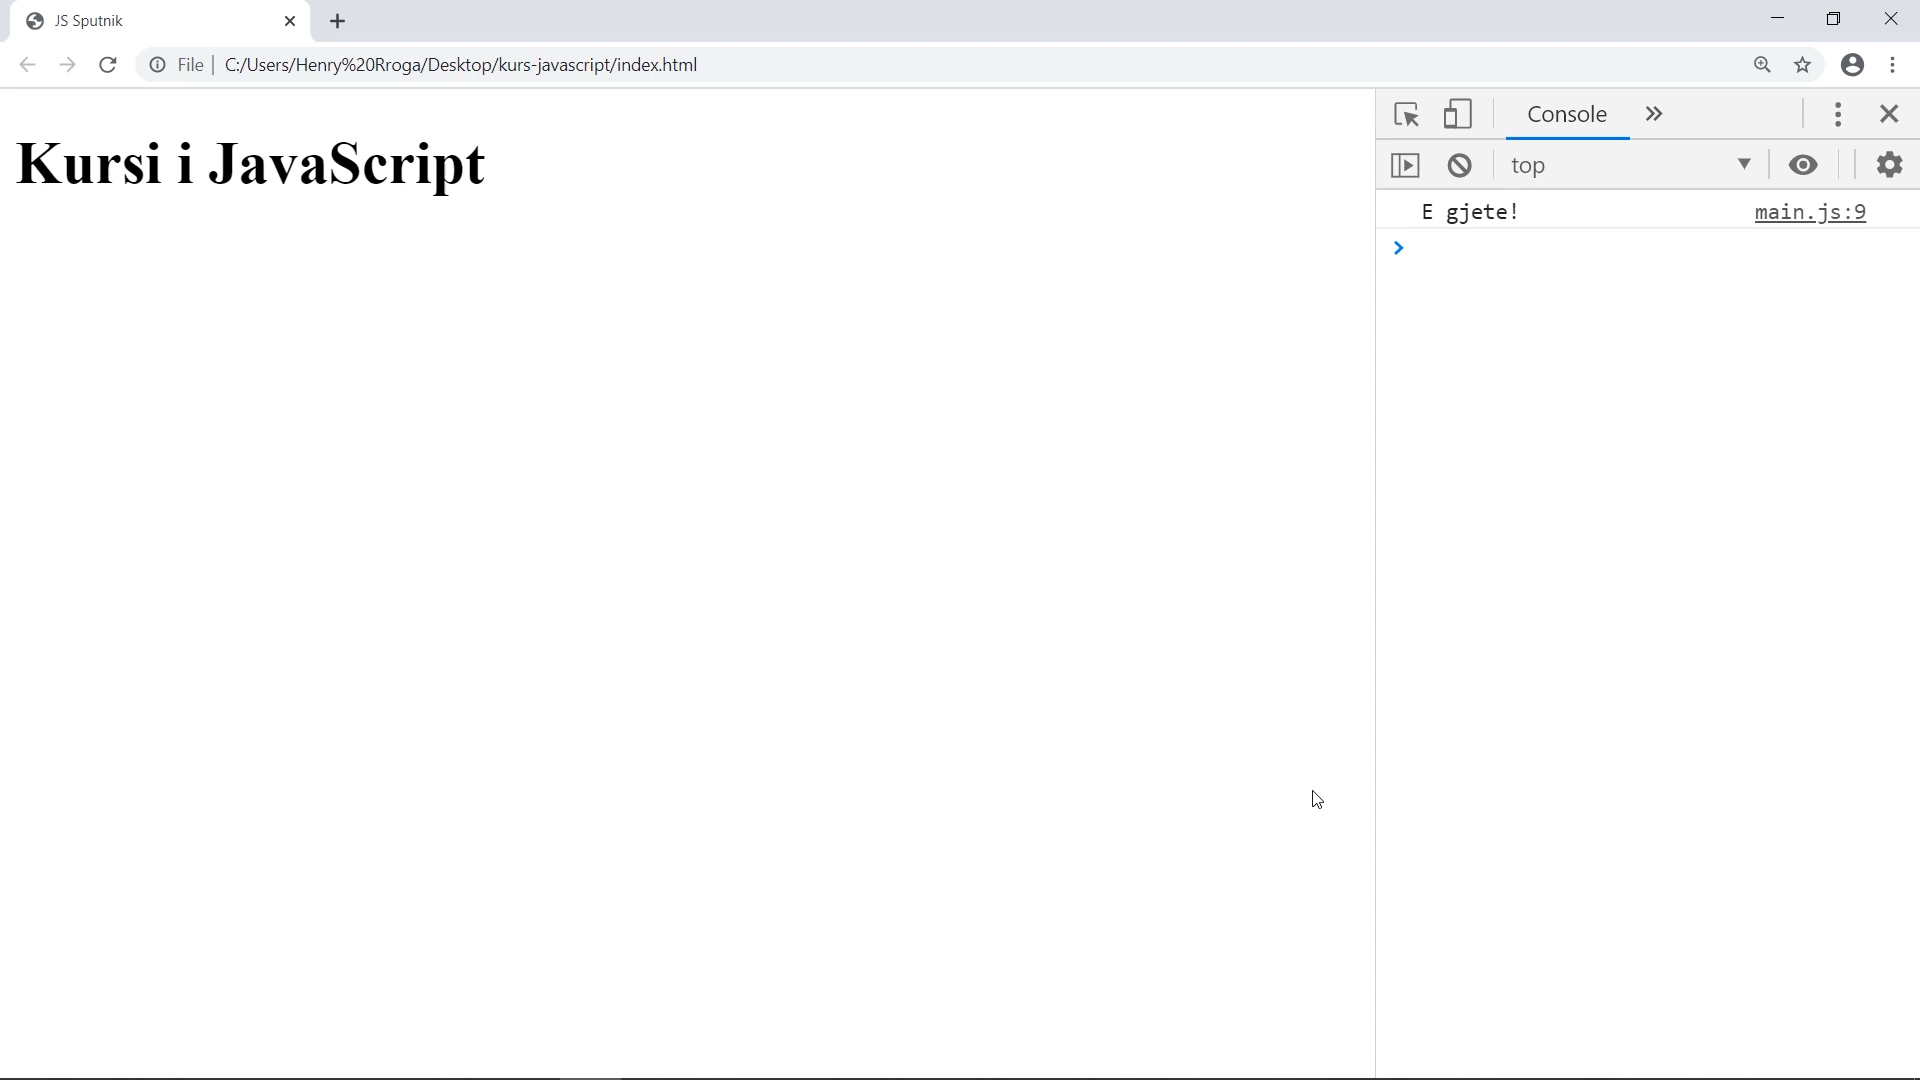 JS Sputnik
File | C:/Users/Henry%20Rroga/Desktop/kurs-javascript/index.html
Kursi i JavaScript
Console
top
E gjete! main.js:9